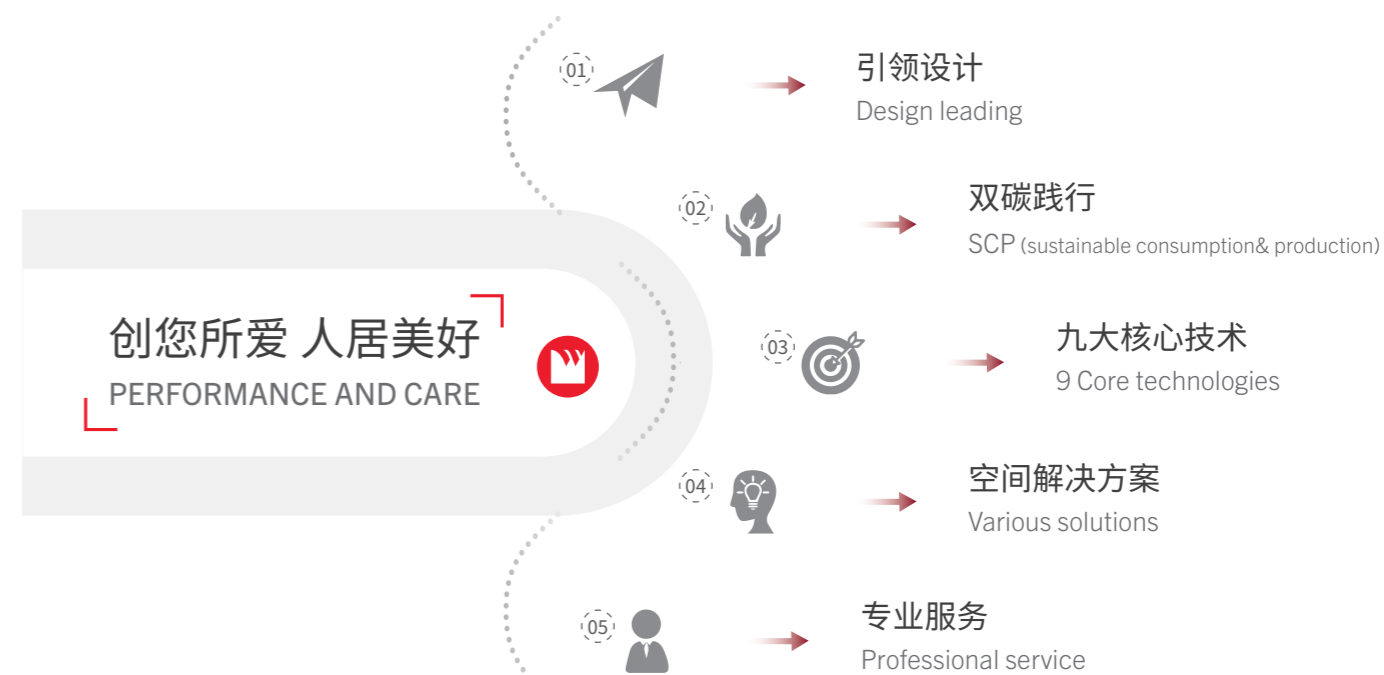 创您所爱 人居美好
PERFORMANCE AND CARE
01
引领设计
Design leading
02
双碳践行
SCP (sustainable consumption& production)
03
九大核心技术
9 Core technologies
04
空间解决方案
Various solutions
05
专业服务
Professional service